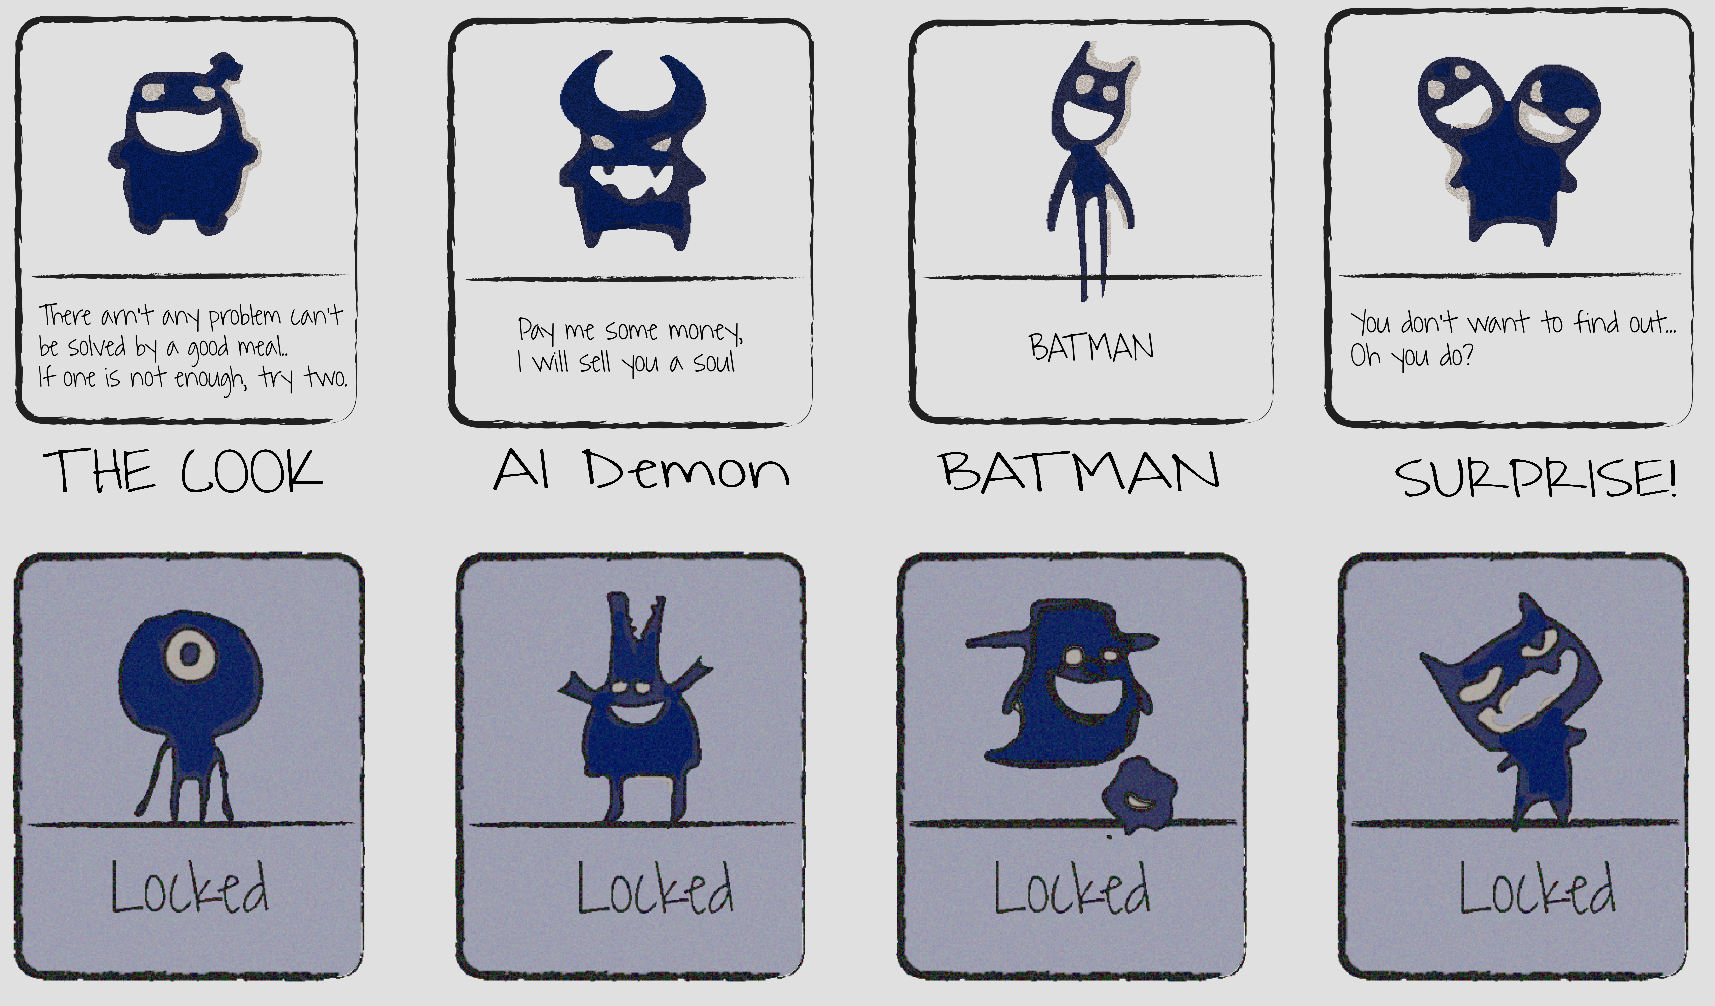 There arn't any problem can't
be solved by a good meal..
If one is not enough, try two.
THE COOK
Pay me some money,
I will sell you a soul
AI Demon
BATMAN
BATMAN
You don't want to find out...
Oh you do?
SURPRISE!
Locked
Locked
Locked
Locked